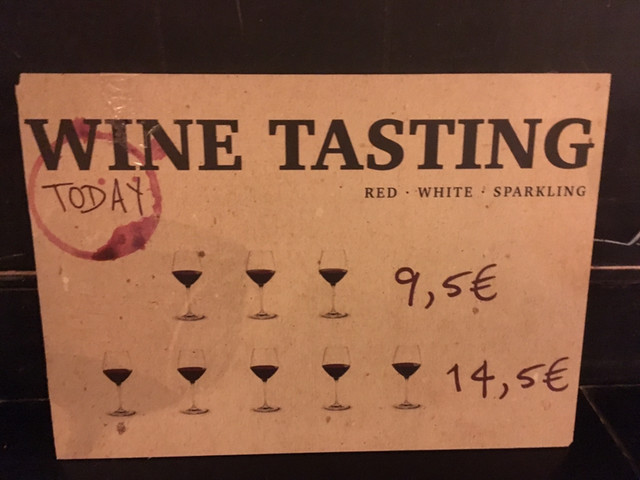 WINE TASTING
TODAY
RED · WHITE · SPARKLING
9,5€
14,5€